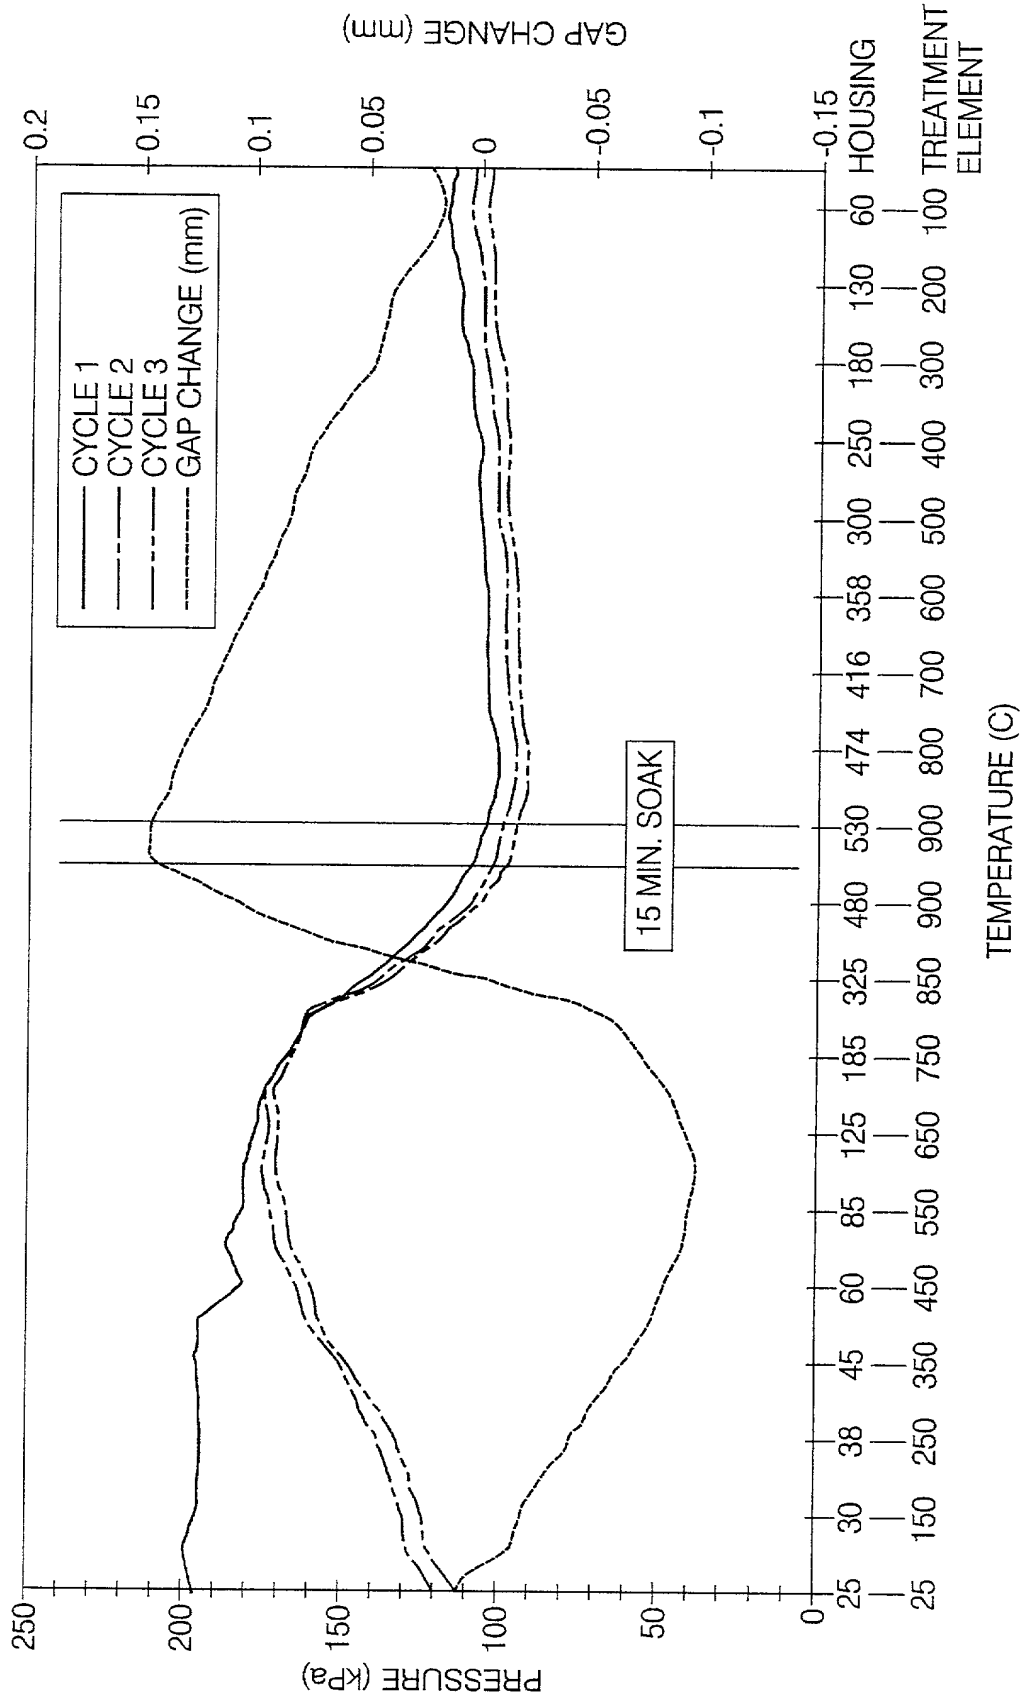 GAP CHANGE (mm)
0.2
0.15
0.1
0.05
0
-0.05
-0.1
-0.15
CYCLE 1
CYCLE 2
CYCLE 3
GAP CHANGE (mm)
15 MIN. SOAK
250
200
150
100
50
0
PRESSURE (kPa)
25 30 38 45 60 85 125 185 325 480 530 474 416 358 300 250 180 130 60 HOUSING
25 150 250 350 450 550 650 750 850 900 900 800 700 600 500 400 300 200 100 TREATMENT
ELEMENT
TEMPERATURE (C)